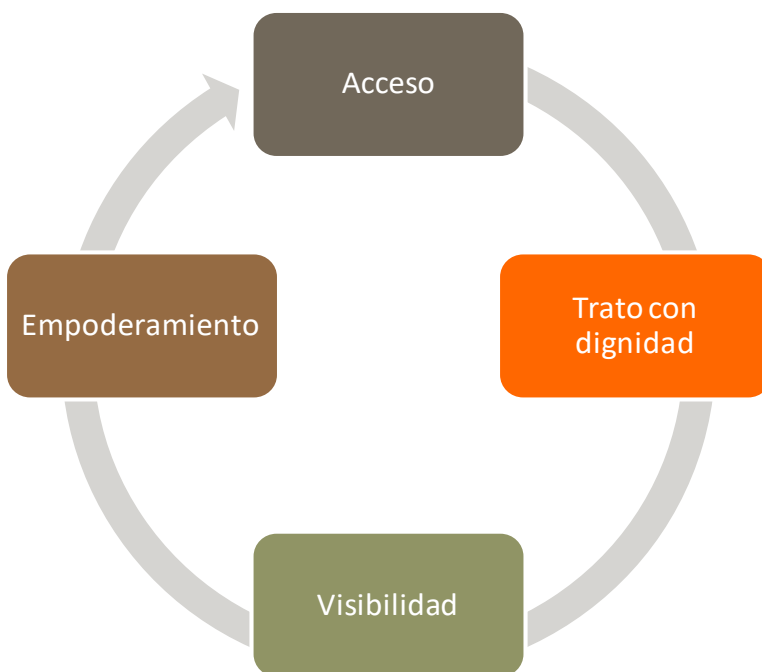 Acceso
Trato con
dignidad
Visibilidad
Empoderamiento